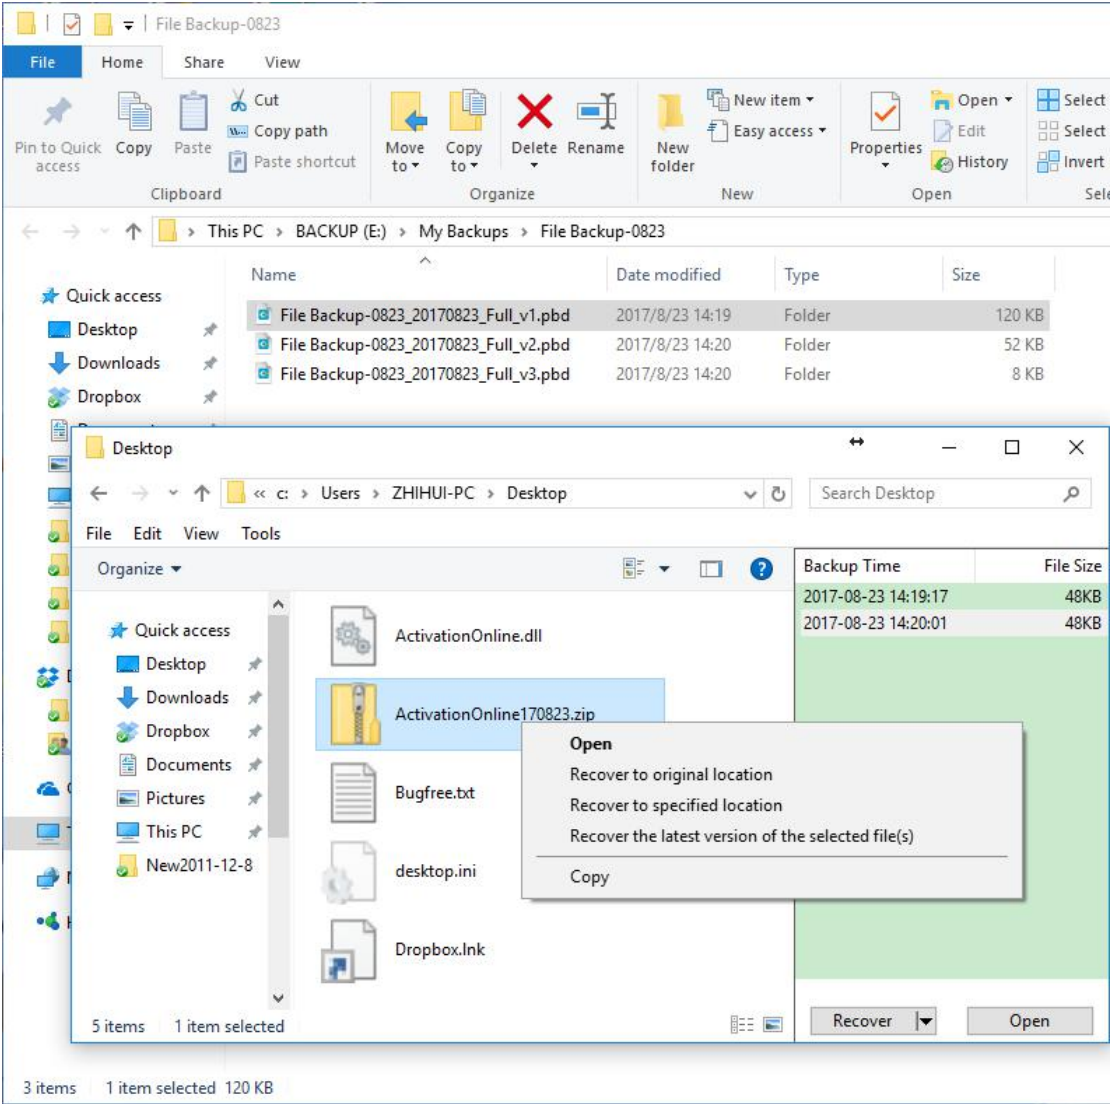 File Backup-0823
File Home Share View
Pin to Quick access
Copy
Paste
Cut
Copy path
Paste shortcut
Clipboard
Move to
Copy to
Delete
Rename
Organize
New folder
New item
Easy access
New
Properties
Open
Edit
History
Open
Select
Select
Invert
Sele
This PC > BACKUP (E:) > My Backups > File Backup-0823
Name Date modified Type Size
File Backup-0823_20170823_Full_v1.pbd 2017/8/23 14:19 Folder 120 KB
File Backup-0823_20170823_Full_v2.pbd 2017/8/23 14:20 Folder 52 KB
File Backup-0823_20170823_Full_v3.pbd 2017/8/23 14:20 Folder 8 KB
Quick access
Desktop
Downloads
Dropbox
Desktop
« c: > Users > ZHIHUI-PC > Desktop
Search Desktop
File Edit View Tools
Organize
Quick access
Desktop
Downloads
Dropbox
Documents
Pictures
This PC
New2011-12-8
ActivationOnline.dll
ActivationOnline170823.zip
Bugfree.txt
desktop.ini
Dropbox.lnk
Open
Recover to original location
Recover to specified location
Recover the latest version of the selected file(s)
Copy
Backup Time File Size
2017-08-23 14:19:17 48KB
2017-08-23 14:20:01 48KB
Recover Open
5 items 1 item selected
3 items 1 item selected 120 KB